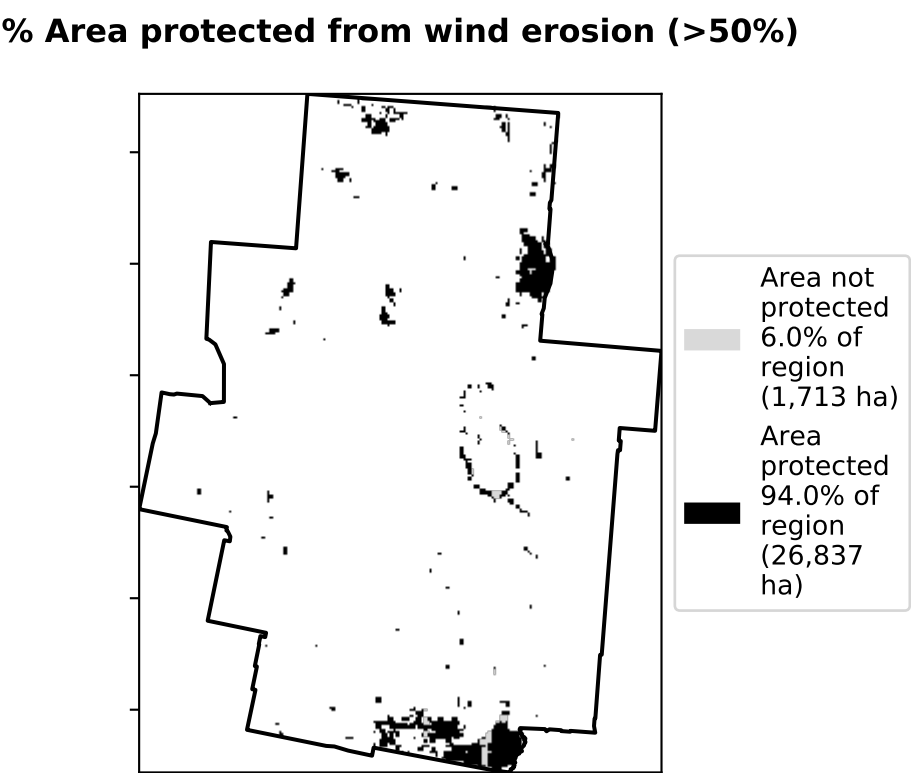 % Area protected from wind erosion (>50%)
Area not
protected
6.0% of
region
(1,713 ha)
Area
protected
94.0% of
region
(26,837
ha)